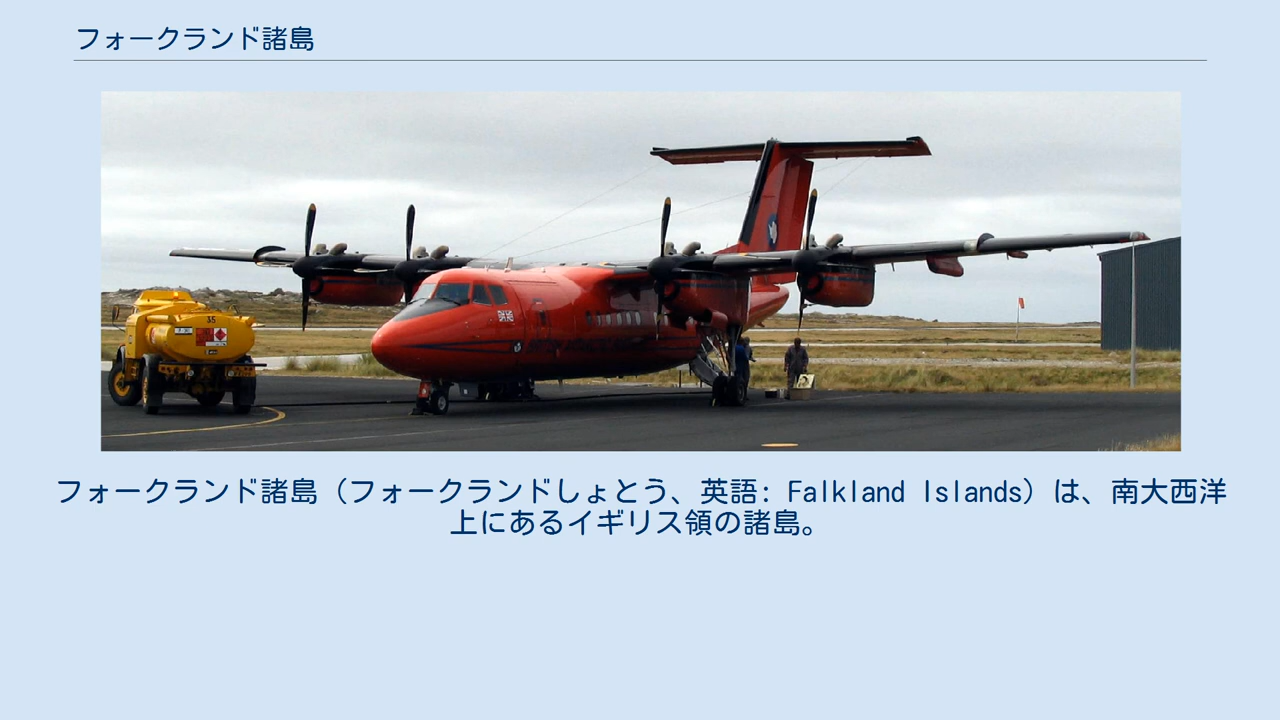 フォークランド諸島
35
フォークランド諸島（フォークランドしょとう、英語: Falkland Islands）は、南大西洋
上にあるイギリス領の諸島。